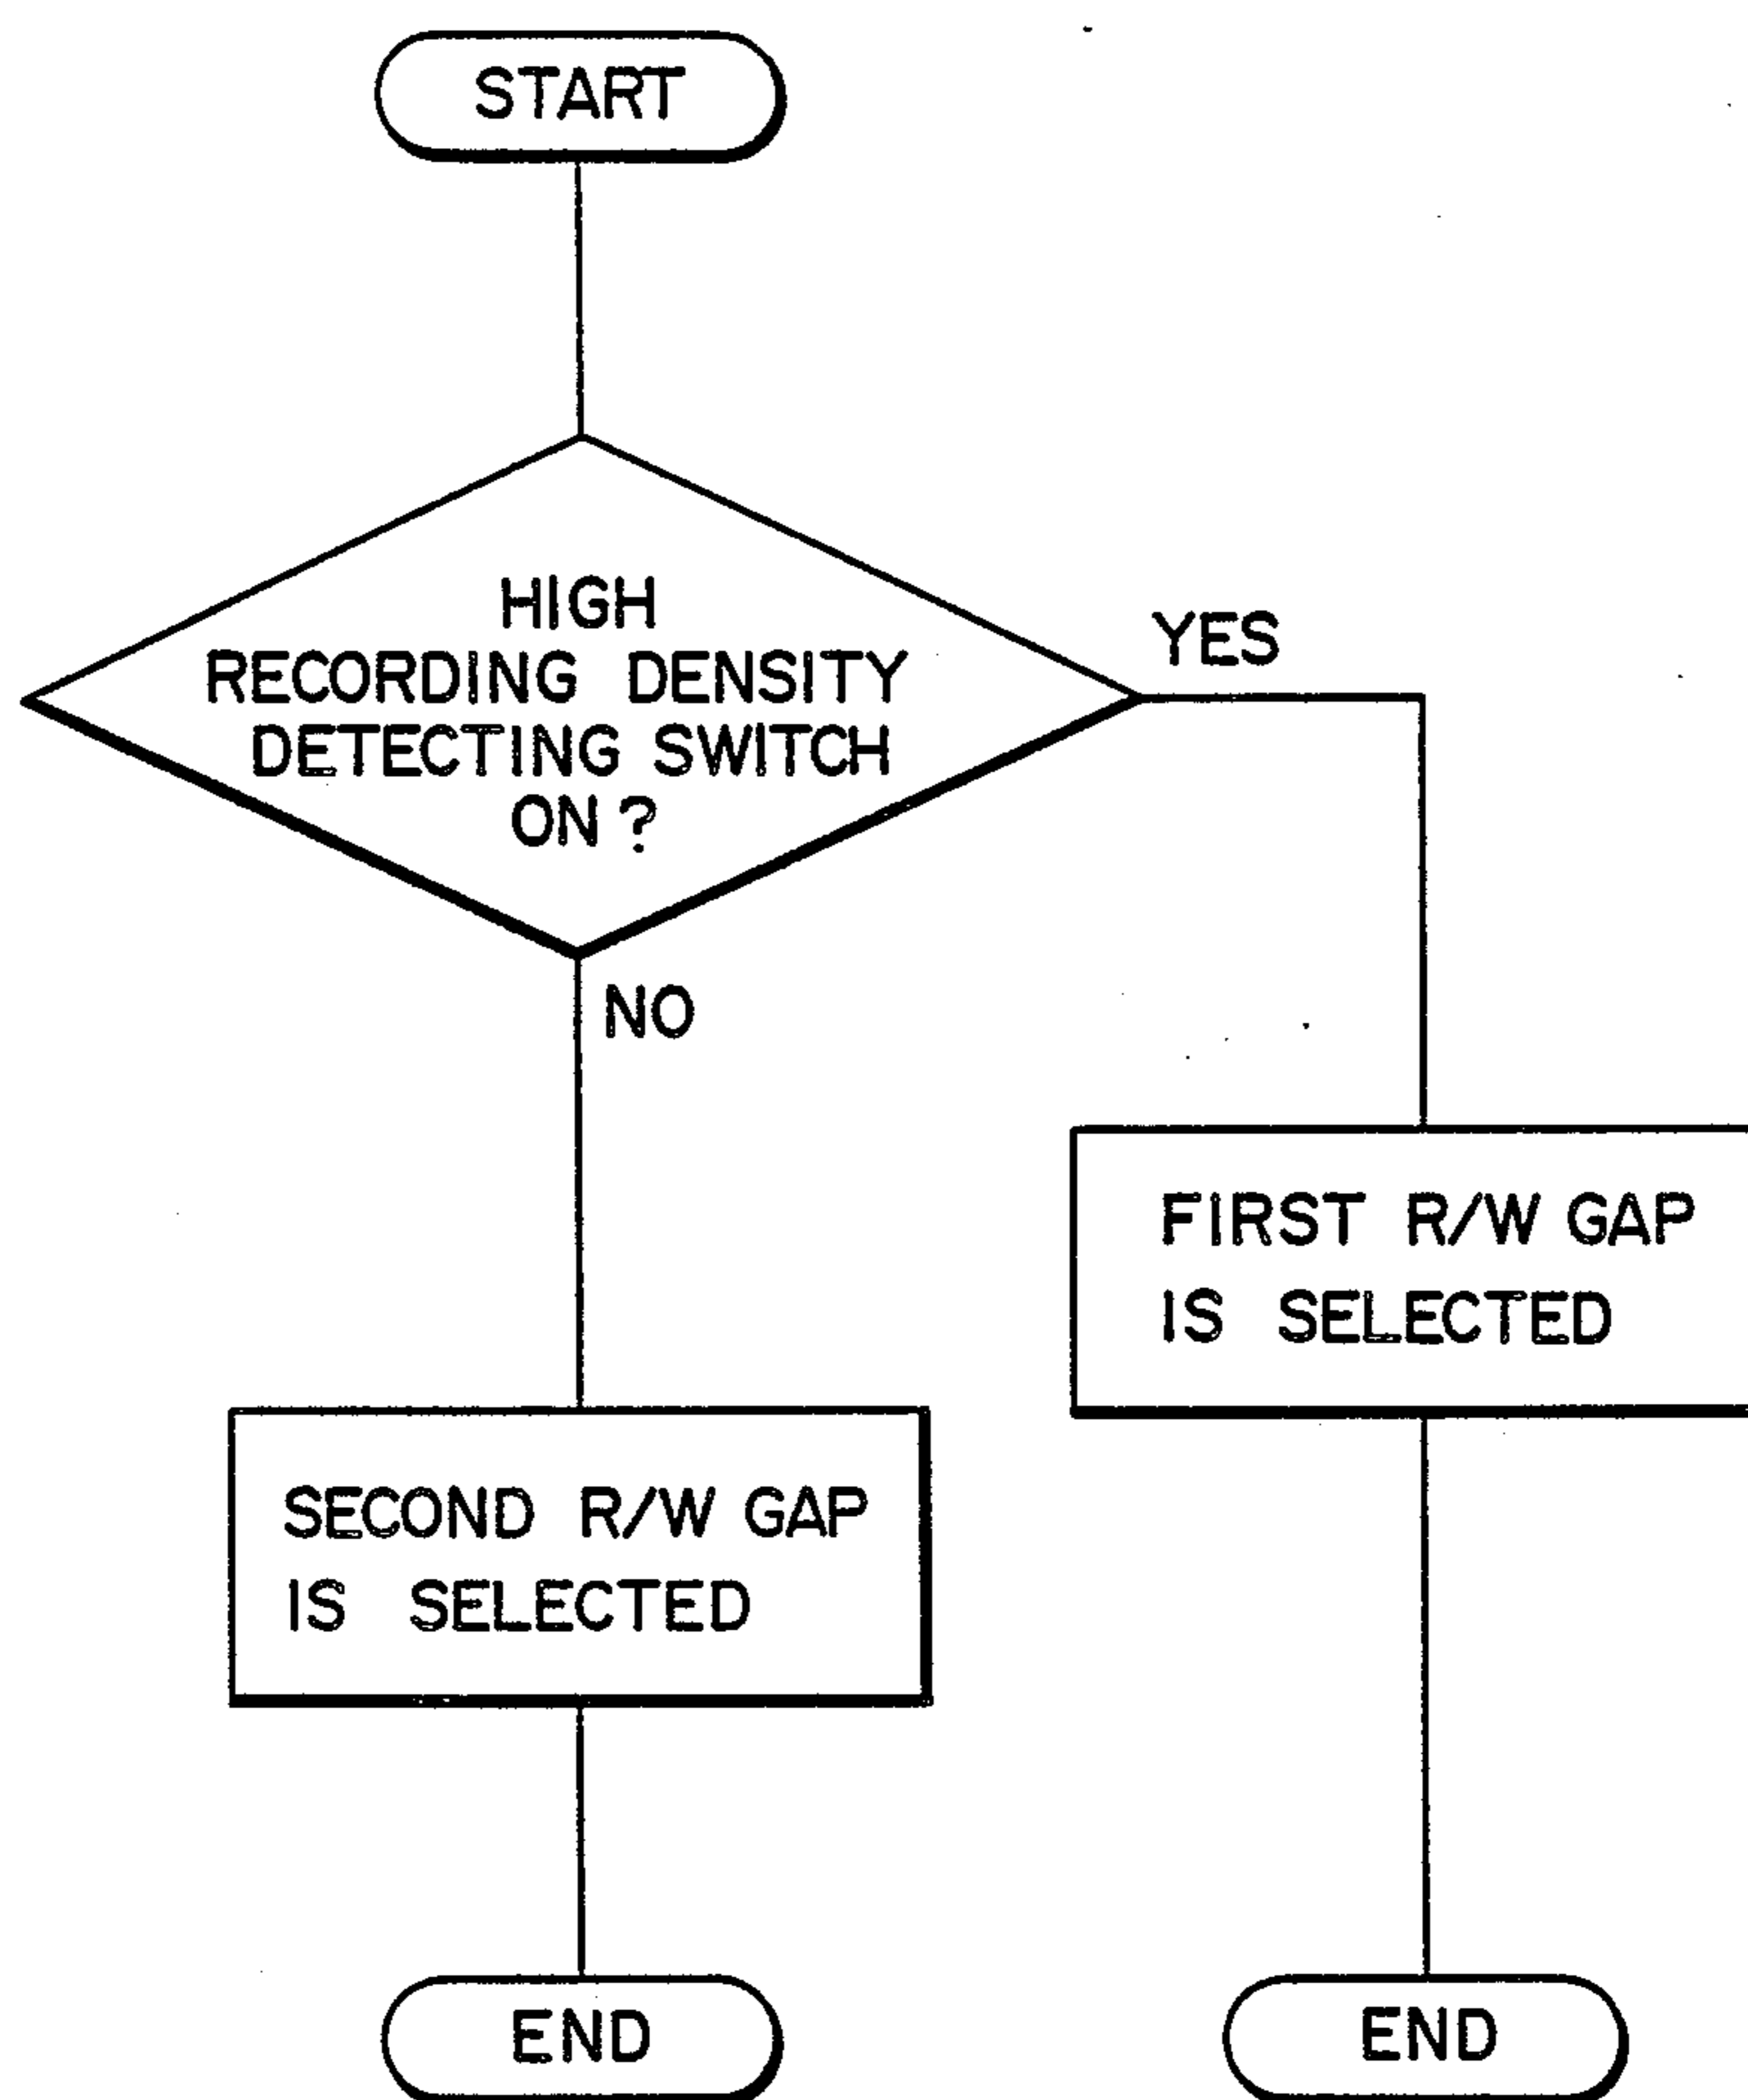 START
HIGH
RECORDING DENSITY
DETECTING SWITCH
ON?
YES
NO
FIRST R/W GAP
IS SELECTED
SECOND R/W GAP
IS SELECTED
END
END